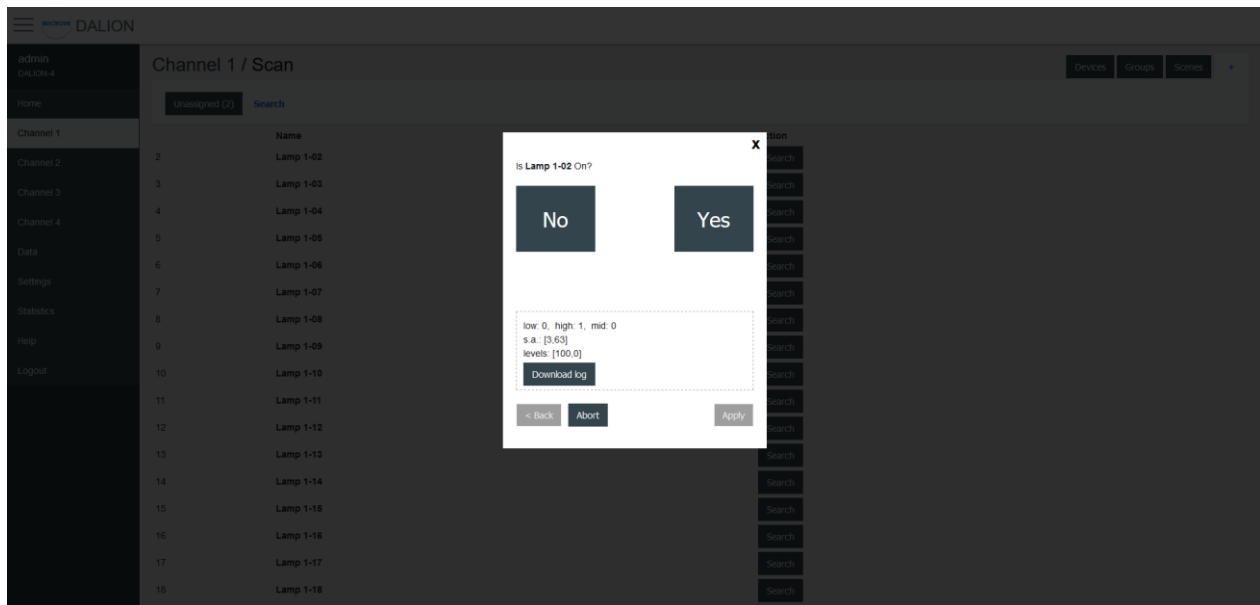 DALION
admin
DALION-4
Channel 1 / Scan
Devices Groups Scenes +
Home
Unassigned (2) Search
Channel 1
Channel 2
Channel 3
Channel 4
Data
Settings
Statistics
Help
Logout
Name
2 Lamp 1-02 Search
3 Lamp 1-03 Search
4 Lamp 1-04 Search
5 Lamp 1-05 Search
6 Lamp 1-06 Search
7 Lamp 1-07 Search
8 Lamp 1-08 Search
9 Lamp 1-09 Search
10 Lamp 1-10 Search
11 Lamp 1-11 Search
12 Lamp 1-12 Search
13 Lamp 1-13 Search
14 Lamp 1-14 Search
15 Lamp 1-15 Search
16 Lamp 1-16 Search
17 Lamp 1-17 Search
18 Lamp 1-18 Search
X
Is Lamp 1-02 On?
No Yes
low: 0, high: 1, mid: 0
s.a.: [3,63]
levels: [100,0]
Download log
< Back Abort Apply